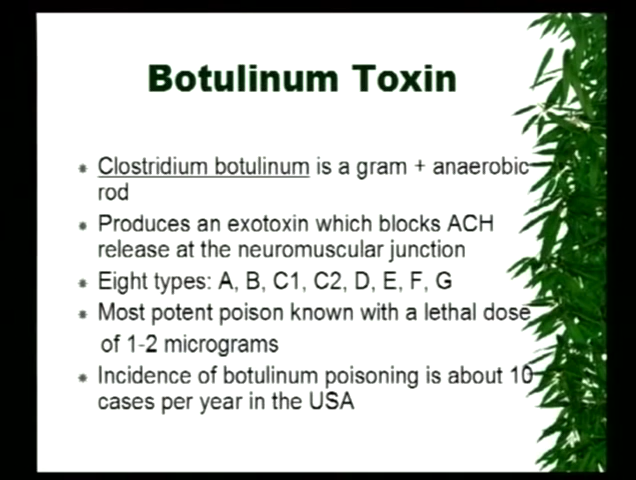 Botulinum Toxin
Clostridium botulinum is a gram + anaerobic
rod
Produces an exotoxin which blocks ACH
release at the neuromuscular junction
Eight types: A, B, C1, C2, D, E, F, G
Most potent poison known with a lethal dose
of 1-2 micrograms
Incidence of botulinum poisoning is about 10
cases per year in the USA